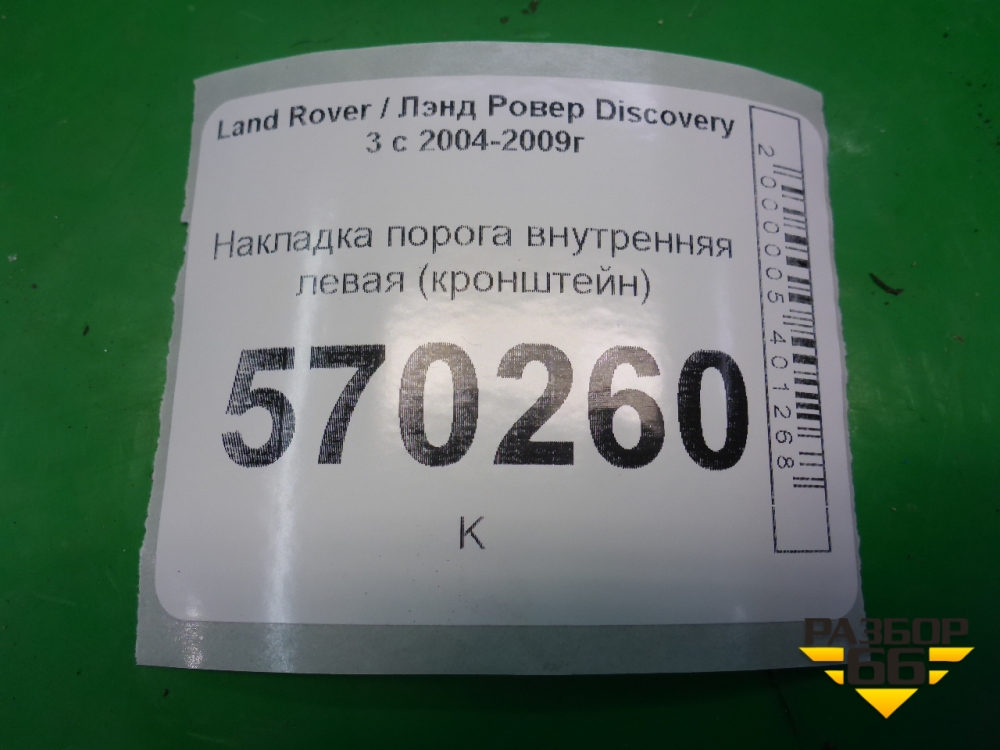 Land Rover / Лэнд Ровер Discovery
3 с 2004-2009г
Накладка порога внутренняя
левая (кронштейн)
570260
К
2000005401268
РАЗБОР
66